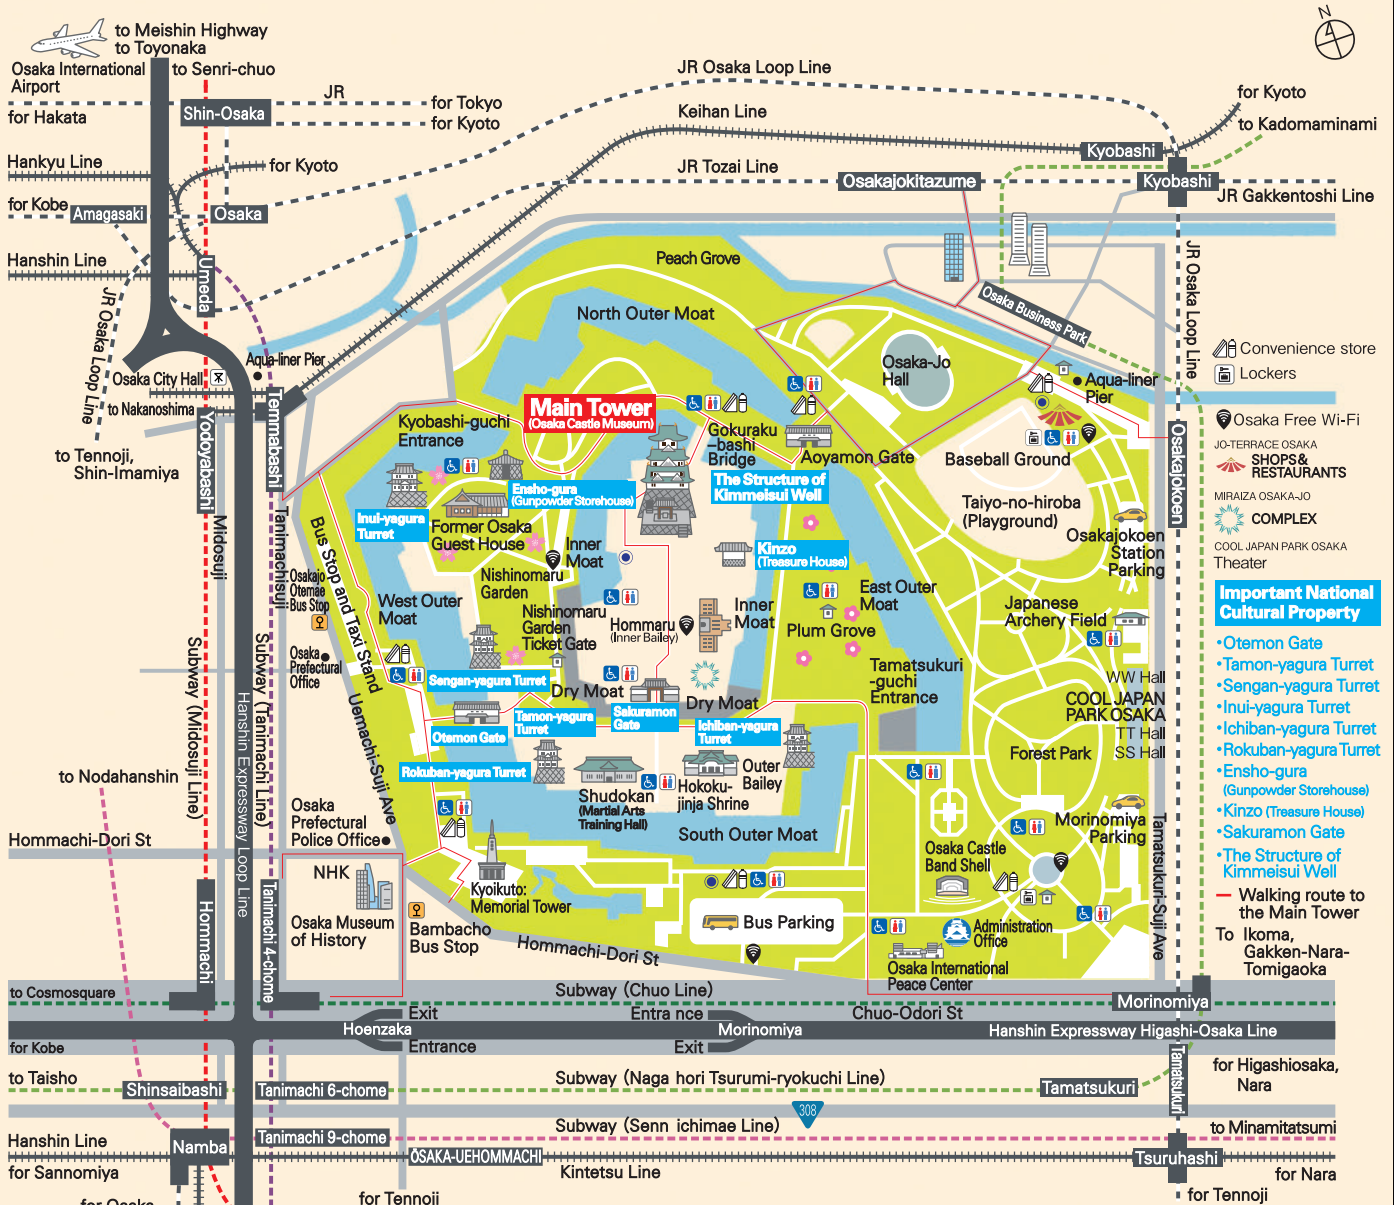 to Meishin Highway
to Toyonaka
N
Osaka International
Airport
to Senri-chuo
JR Osaka Loop Line
for Hakata
Shin-Osaka
JR
for Tokyo
for Kyoto
Keihan Line
for Kyoto
to Kadomaminami
Hankyu Line
for Kyoto
JR Tozai Line
Osakajokitazume
Kyobashi
Kyobashi
JR Gakkentoshi Line
for Kobe
Amagasaki
Osaka
Hanshin Line
Umeda
JR Osaka Loop Line
Peach Grove
North Outer Moat
Osaka Business Park
JR Osaka Loop Line
Aqua-liner Pier
Osaka City Hall
to Nakanoshima
Yodoyabashi
Temmabashi
to Tennoji,
Shin-Imamiya
Osaka-Jo
Hall
Aqua-liner
Pier
Convenience store
Lockers
Osaka Free Wi-Fi
JO-TERRACE OSAKA
SHOPS&
RESTAURANTS
MIRAIZA OSAKA-JO
COMPLEX
COOL JAPAN PARK OSAKA
Theater
Main Tower
(Osaka Castle Museum)
Kyobashi-guchi
Entrance
Gokuraku
-bashi
Bridge
Aoyamon Gate
Baseball Ground
Osakajokoen
The Structure of
Kimmeisui Well
Ensho-gura
(Gunpowder Storehouse)
Inui-yagura
Turret
Former Osaka
Guest House
Taiyo-no-hiroba
(Playground)
Osakajokoen
Station
Parking
Inner
Moat
Kinzo
(Treasure House)
Nishinomaru
Garden
East Outer
Moat
Midosuji
Tanimachisuji
Bus Stop and Taxi Stand
Osakajo
Otemae
Bus Stop
West Outer
Moat
Nishinomaru
Garden
Ticket Gate
Hommaru
(Inner Bailey)
Inner
Moat
Plum Grove
Japanese
Archery Field
Osaka
Prefectural
Office
Sengan-yagura Turret
Dry Moat
Dry Moat
Tamatsukuri
-guchi
Entrance
WW Hall
COOL JAPAN
PARK OSAKA
TT Hall
SS Hall
Important National
Cultural Property
•Otemon Gate
•Tamon-yagura Turret
•Sengan-yagura Turret
•Inui-yagura Turret
•Ichiban-yagura Turret
•Rokuban-yagura Turret
•Ensho-gura
(Gunpowder Storehouse)
•Kinzo (Treasure House)
•Sakuramon Gate
•The Structure of
Kimmeisui Well
Walking route to
the Main Tower
To Ikoma,
Gakken-Nara-
Tomigaoka
Otemon Gate
Tamon-yagura
Turret
Sakuramon
Gate
Ichiban-yagura
Turret
Rokuban-yagura Turret
Uemachi-Suji Ave
Subway (Midosuji Line)
Hanshin Expressway Loop Line
Subway (Tanimachi Line)
Shudokan
(Martial Arts
Training Hall)
Hokoku-
jinja Shrine
Outer
Bailey
Forest Park
South Outer Moat
Morinomiya
Parking
Tamatsukuri-Suji Ave
to Nodahanshin
Hommachi-Dori St
Osaka
Prefectural
Police Office
NHK
Osaka Museum
of History
Kyoikuto:
Memorial Tower
Bambacho
Bus Stop
Hommachi-Dori St
Bus Parking
Osaka Castle
Band Shell
Administration
Office
Osaka International
Peace Center
Hommachi
Tanimachi 4-chome
to Cosmosquare
Subway (Chuo Line)
Morinomiya
Exit
Entra nce
Chuo-Odori St
Hoenzaka
Morinomiya
Hanshin Expressway Higashi-Osaka Line
for Kobe
Entrance
Exit
for Higashiosaka,
Nara
to Taisho
Shinsaibashi
Tanimachi 6-chome
Subway (Naga hori Tsurumi-ryokuchi Line)
Tamatsukuri
Tamatsukuri
308
Hanshin Line
Namba
Tanimachi 9-chome
Subway (Senn ichimae Line)
to Minamitatsumi
for Sannomiya
ŌSAKA-UEHOMMACHI
Kintetsu Line
Tsuruhashi
for Nara
for Osaka
for Tennoji
for Tennoji